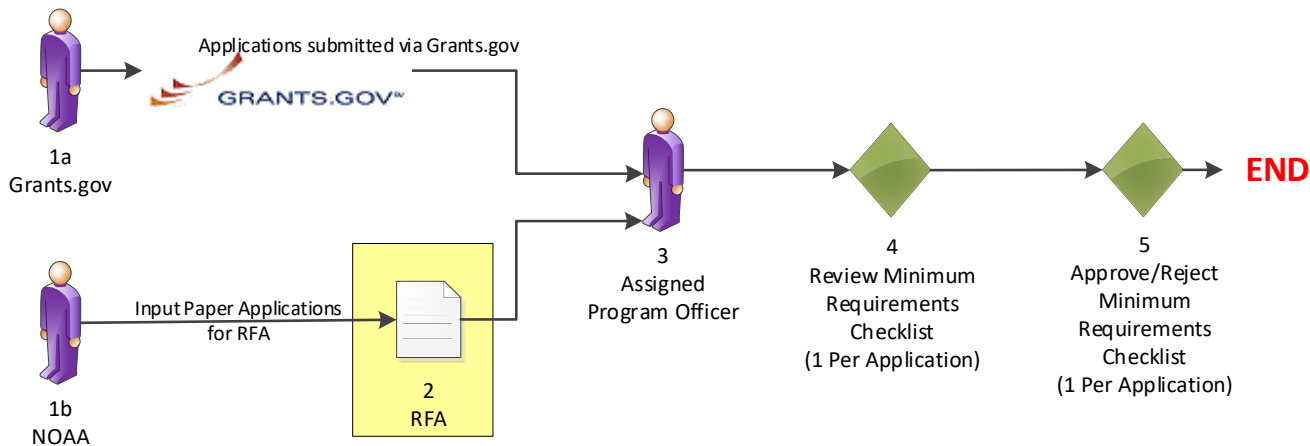 Applications submitted via Grants.gov
GRANTS.GOV℠
1a
Grants.gov
Input Paper Applications
for RFA
1b
NOAA
2
RFA
3
Assigned
Program Officer
4
Review Minimum
Requirements
Checklist
(1 Per Application)
5
Approve/Reject
Minimum
Requirements
Checklist
(1 Per Application)
END